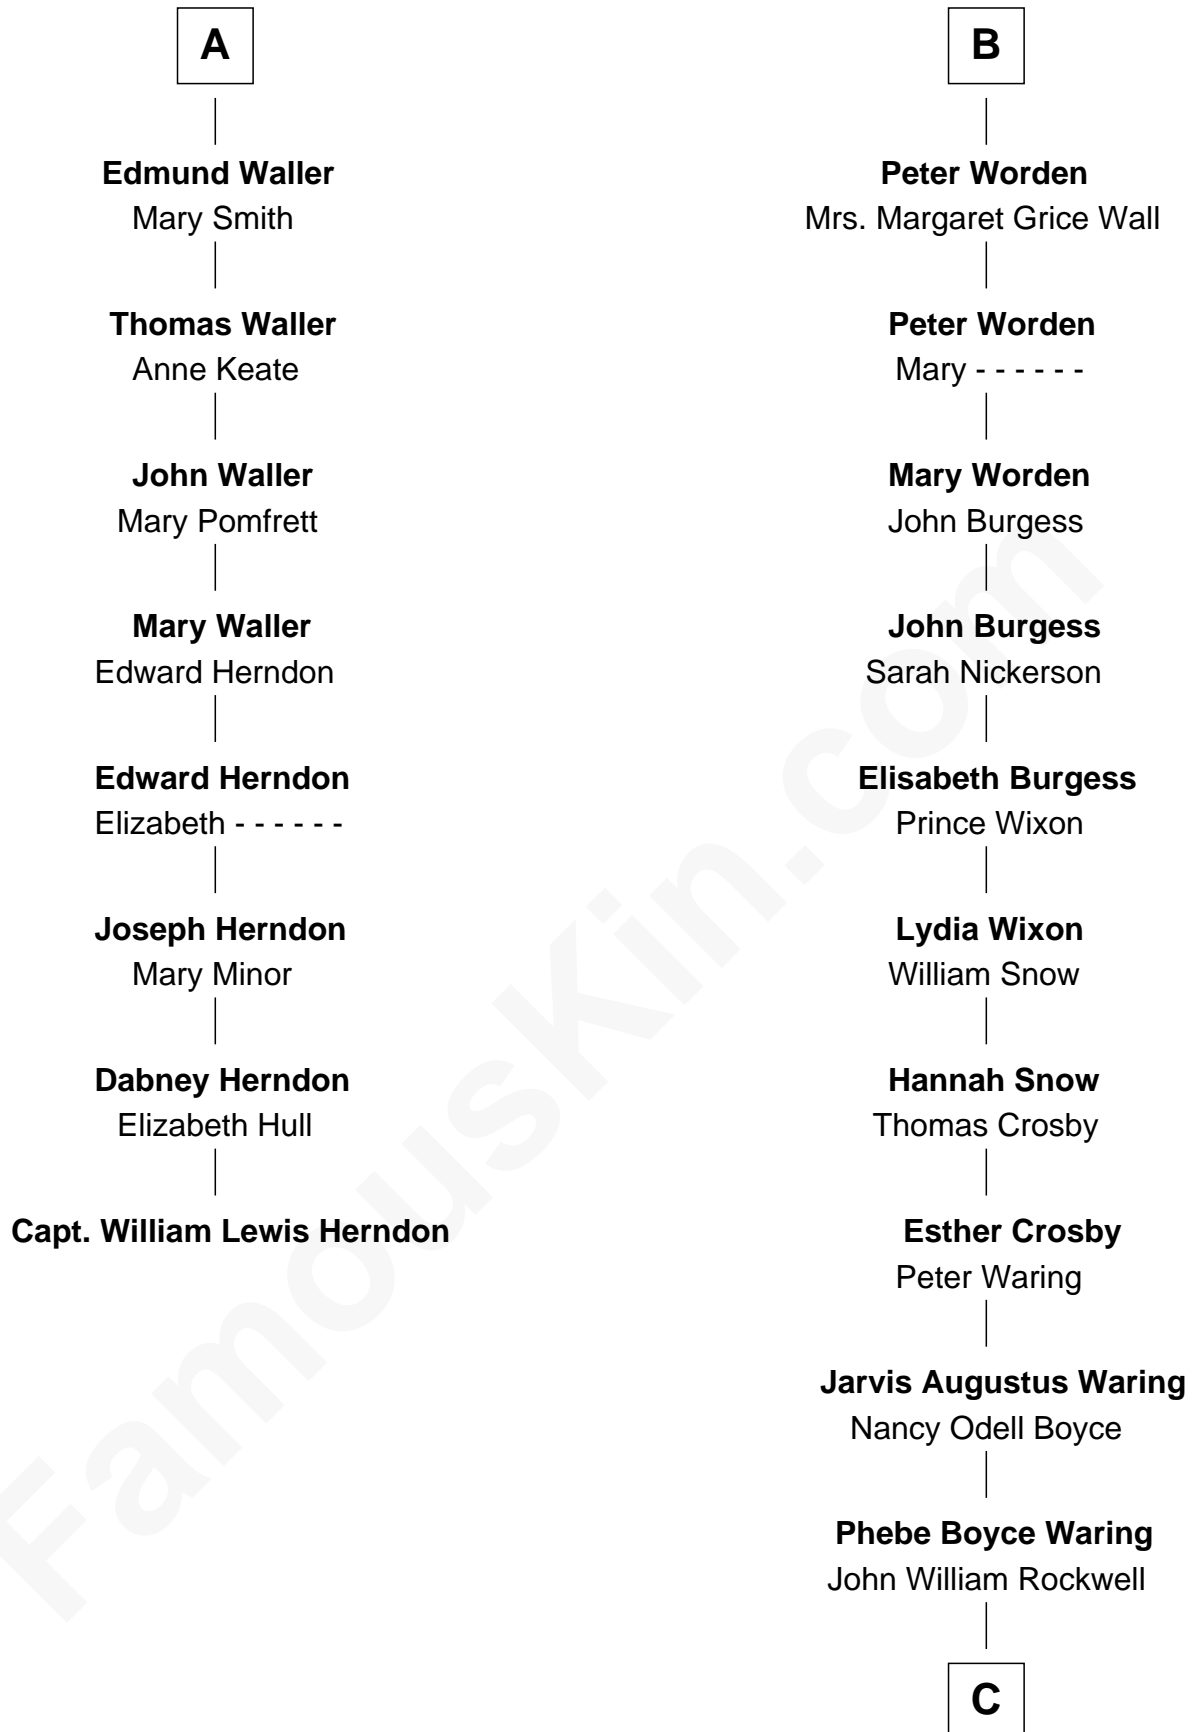 A
Edmund Waller
Mary Smith
Thomas Waller
Anne Keate
John Waller
Mary Pomfrett
Mary Waller
Edward Herndon
Edward Herndon
Elizabeth - - - - - -
Joseph Herndon
Mary Minor
Dabney Herndon
Elizabeth Hull
Capt. William Lewis Herndon
B
Peter Worden
Mrs. Margaret Grice Wall
Peter Worden
Mary - - - - - -
Mary Worden
John Burgess
John Burgess
Sarah Nickerson
Elisabeth Burgess
Prince Wixon
Lydia Wixon
William Snow
Hannah Snow
Thomas Crosby
Esther Crosby
Peter Waring
Jarvis Augustus Waring
Nancy Odell Boyce
Phebe Boyce Waring
John William Rockwell
C
FamousKin.com